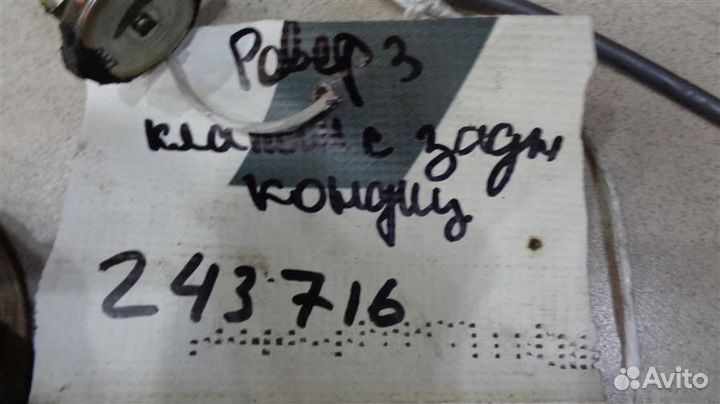 Ровер 3
клапан с задн
кондиц
243716
Avito